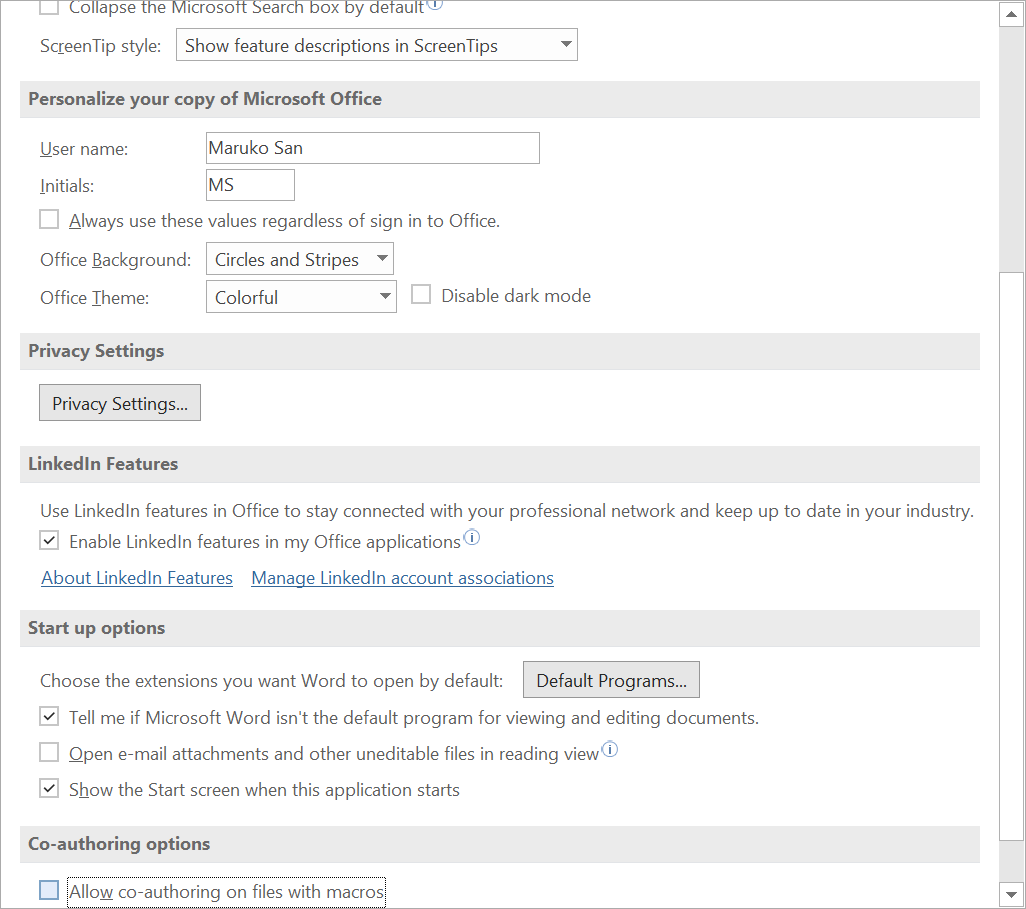 Collapse the Microsoft Search box by default
ScreenTip style: Show feature descriptions in ScreenTips
Personalize your copy of Microsoft Office
User name: Maruko San
Initials: MS
Always use these values regardless of sign in to Office.
Office Background: Circles and Stripes
Office Theme: Colorful Disable dark mode
Privacy Settings
Privacy Settings...
LinkedIn Features
Use LinkedIn features in Office to stay connected with your professional network and keep up to date in your industry.
Enable LinkedIn features in my Office applications
About LinkedIn Features Manage LinkedIn account associations
Start up options
Choose the extensions you want Word to open by default: Default Programs...
Tell me if Microsoft Word isn't the default program for viewing and editing documents.
Open e-mail attachments and other uneditable files in reading view
Show the Start screen when this application starts
Co-authoring options
Allow co-authoring on files with macros